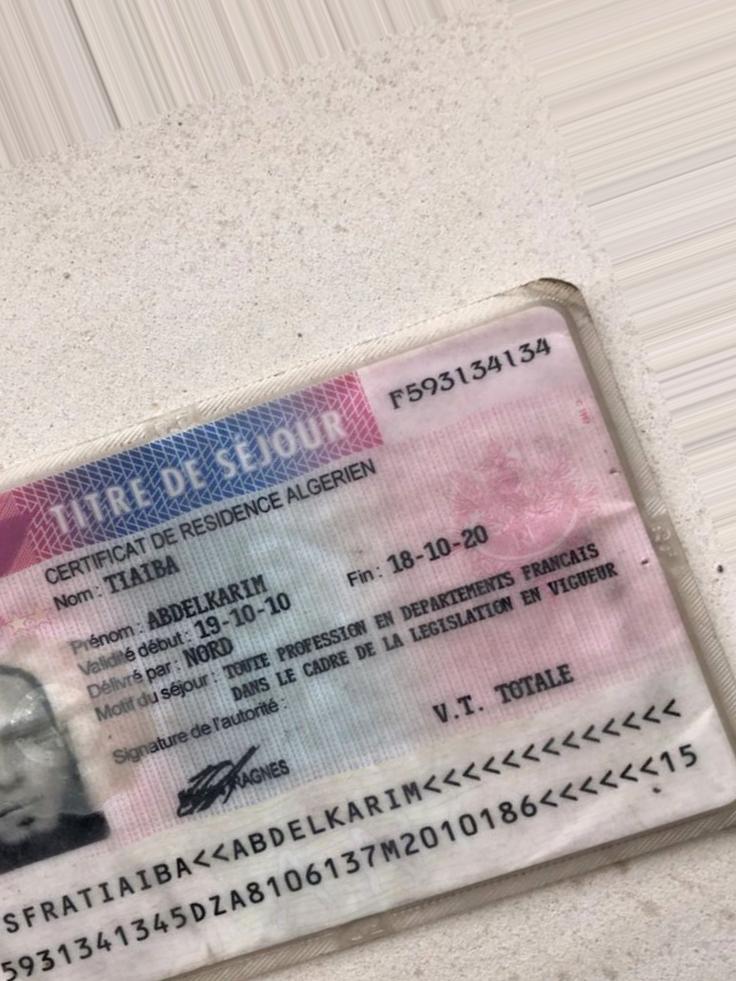 F593134134
TITRE DE SÉJOUR
CERTIFICAT DE RESIDENCE ALGERIEN
Nom : TIAIBA
Prénom : ABDELKARIM
Validité début : 19-10-10 Fin : 18-10-20
Délivré par : NORD
Motif du séjour : TOUTE PROFESSION EN DEPARTEMENTS FRANCAIS
DANS LE CADRE DE LA LEGISLATION EN VIGUEUR
Signature de l'autorité :
V.T. TOTALE
SFRATIAIBA<<ABDELKARIM<<<<<<<<<<<<<<
5931341345DZA8106137M2010186<<<<<<15